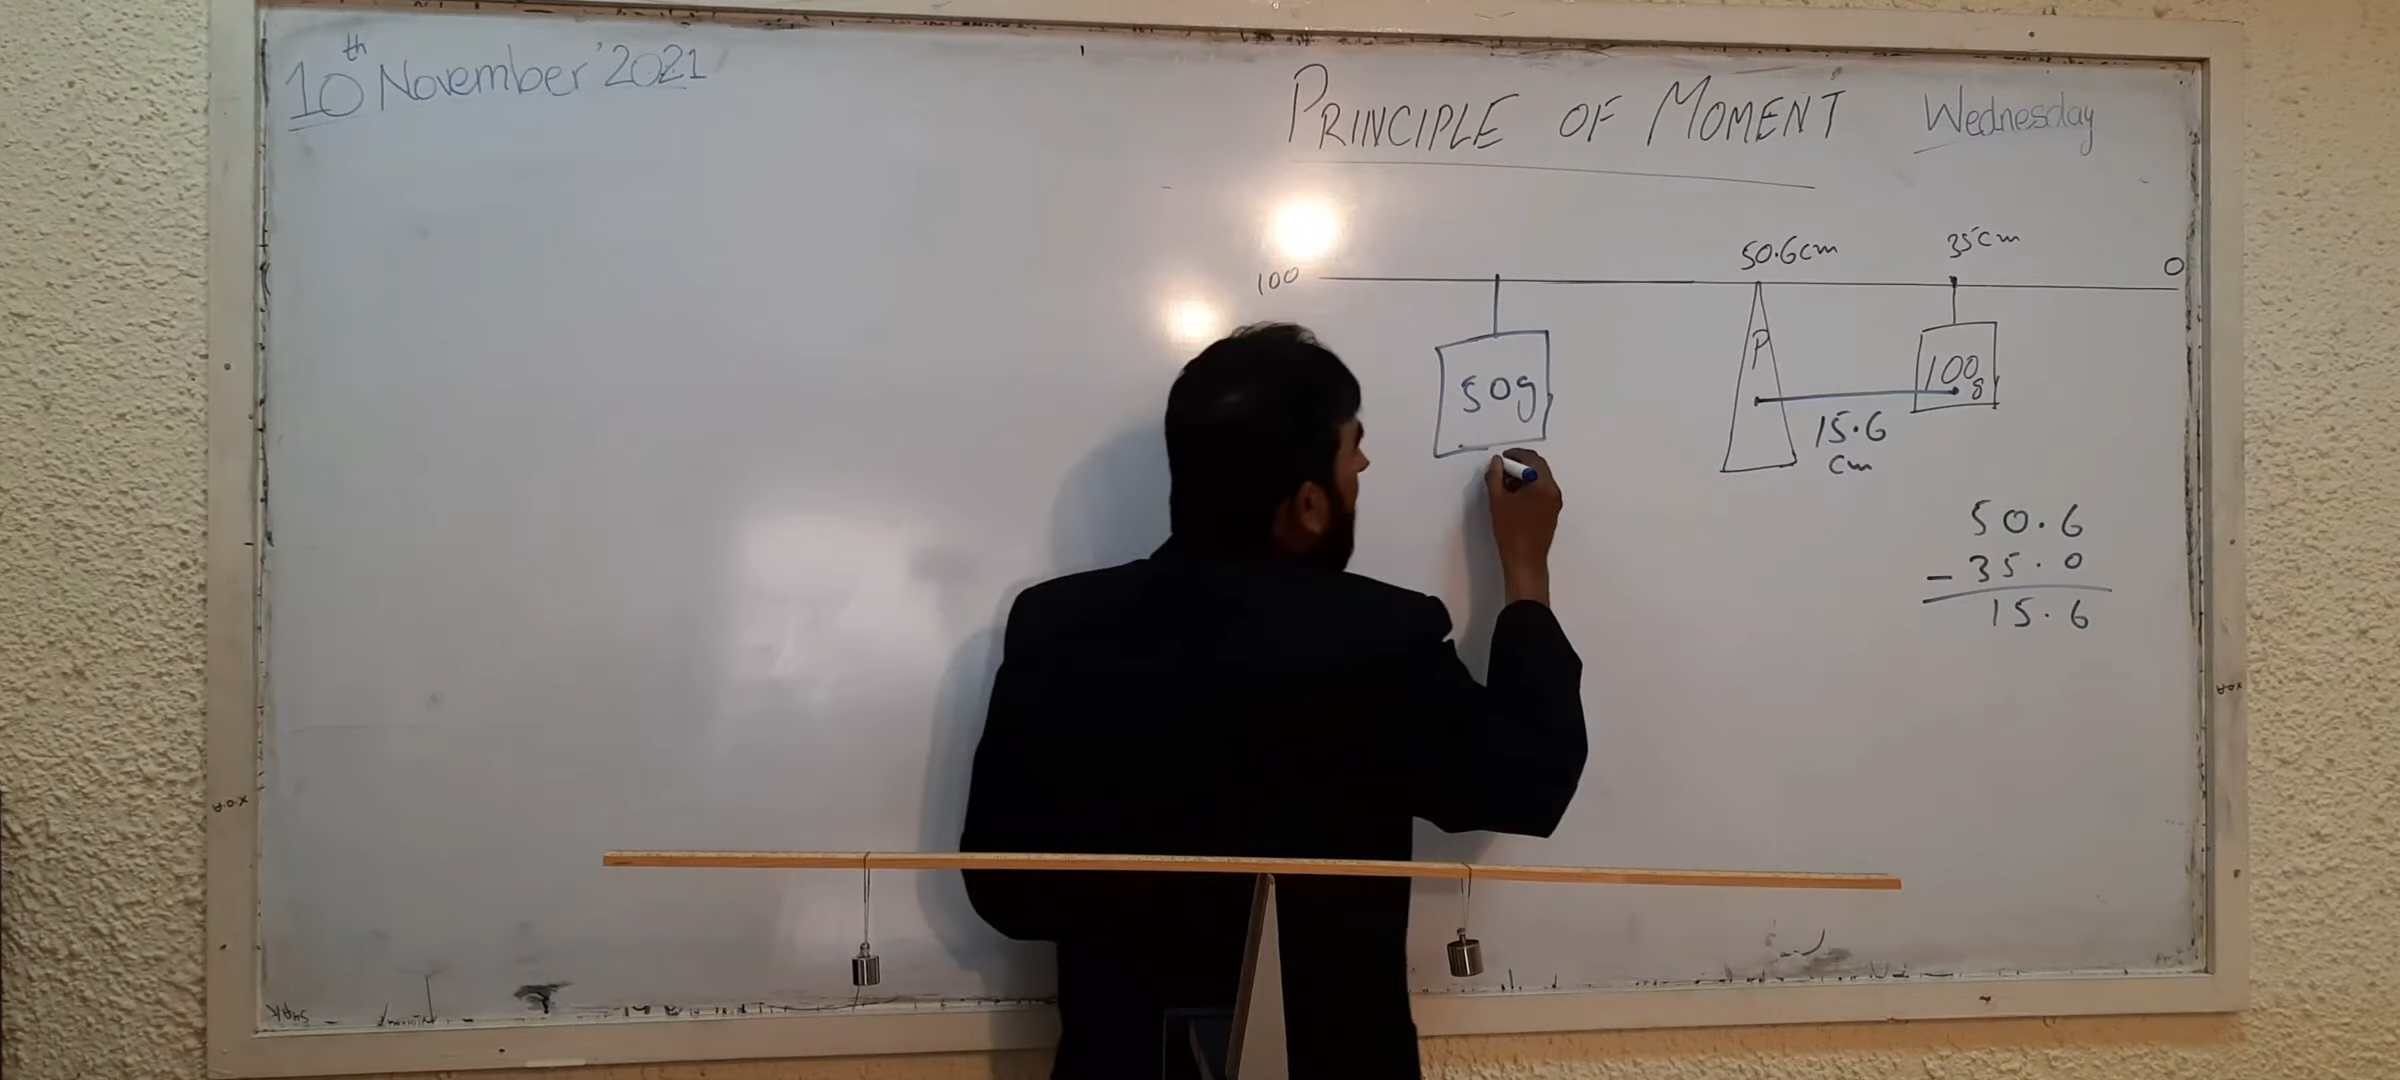 10th November '2021
PRINCIPLE OF MOMENT
Wednesday
50.6cm
35cm
100
0
P
50g
100g
15.6
cm
50.6
- 35.0
15.6